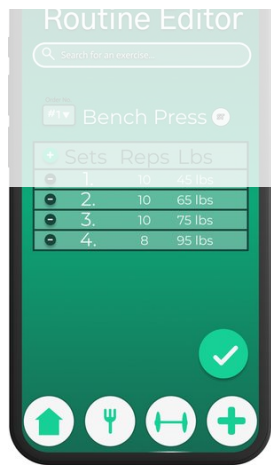 Routine Editor
Search for an exercise...
#1
Bench Press
Sets Reps Lbs
1. 10 45 lbs
2. 10 65 lbs
3. 10 75 lbs
4. 8 95 lbs